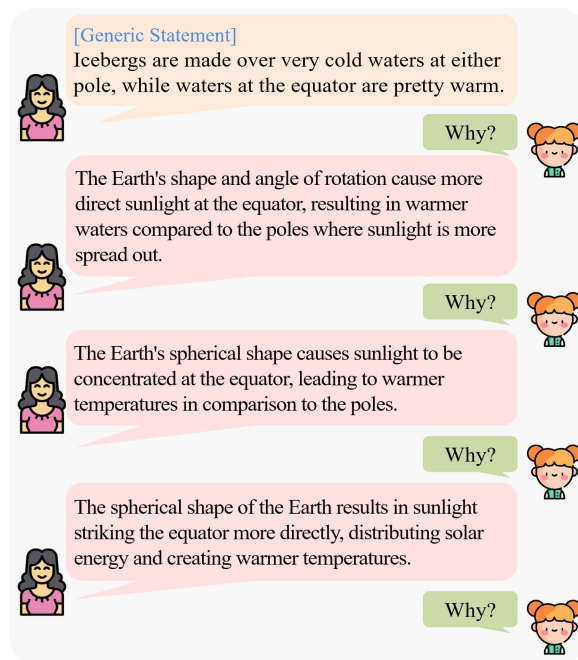 [Generic Statement]
Icebergs are made over very cold waters at either
pole, while waters at the equator are pretty warm.
Why?
The Earth's shape and angle of rotation cause more
direct sunlight at the equator, resulting in warmer
waters compared to the poles where sunlight is more
spread out.
Why?
The Earth's spherical shape causes sunlight to be
concentrated at the equator, leading to warmer
temperatures in comparison to the poles.
Why?
The spherical shape of the Earth results in sunlight
striking the equator more directly, distributing solar
energy and creating warmer temperatures.
Why?